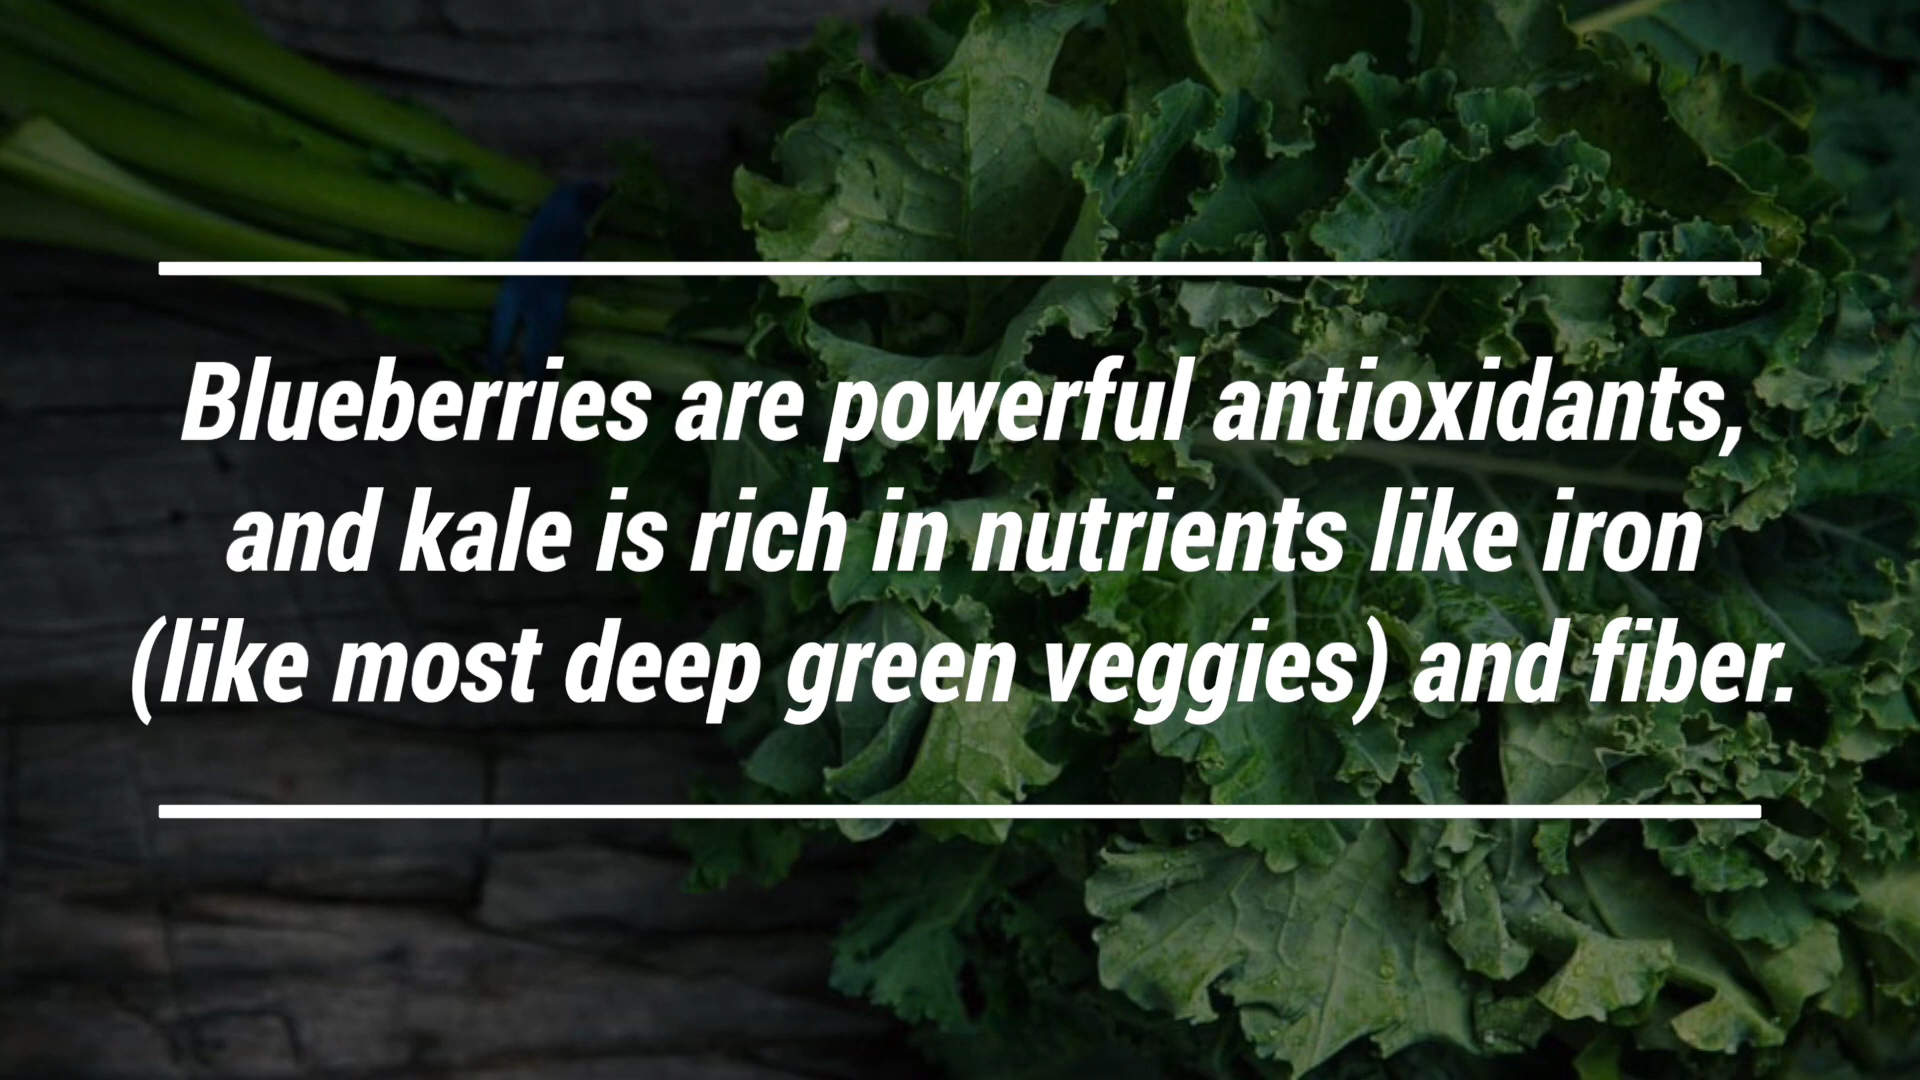 Blueberries are powerful antioxidants,
and kale is rich in nutrients like iron
(like most deep green veggies) and fiber.